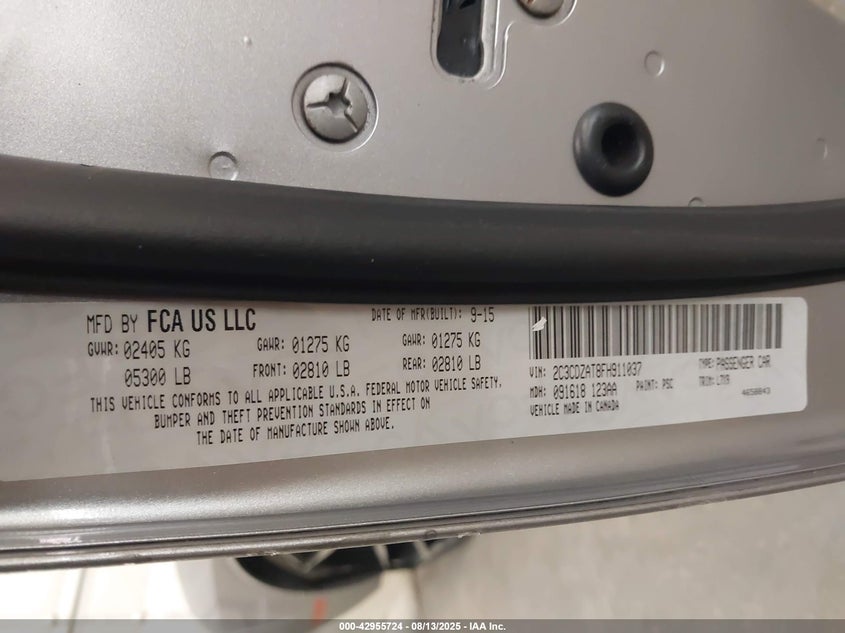 MFD BY FCA US LLC
DATE OF MFR(BUILT): 9-15
GVWR: 02405 KG
GAWR: 01275 KG
GAWR: 01275 KG
05300 LB
FRONT: 02810 LB
REAR: 02810 LB
THIS VEHICLE CONFORMS TO ALL APPLICABLE U.S.A. FEDERAL MOTOR VEHICLE SAFETY,
BUMPER AND THEFT PREVENTION STANDARDS IN EFFECT ON
THE DATE OF MANUFACTURE SHOWN ABOVE.
VIN: 2C3CDZAT8FH911037
TYPE: PASSENGER CAR
MDH: 091618 123AA
PAINT: PSC
TRIM: L7X9
VEHICLE MADE IN CANADA
4658043
000-42955724 | 08/13/2025 - IAA Inc.